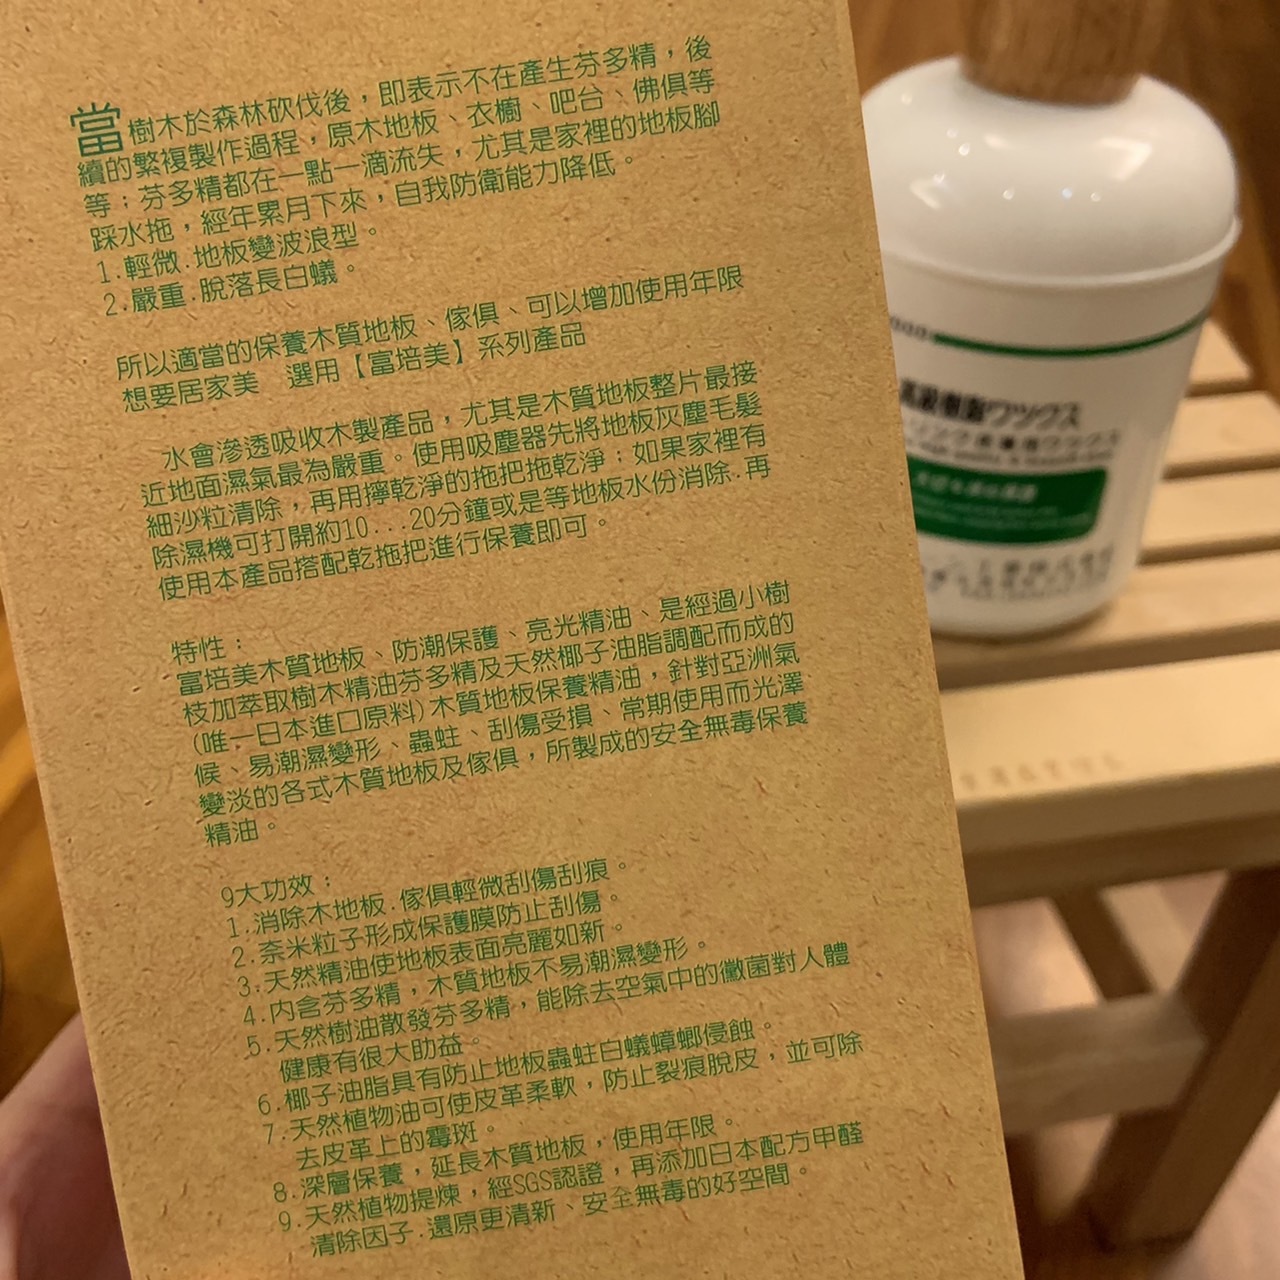 當樹木於森林砍伐後，即表示不在產生芬多精，後
續的繁複製作過程，原木地板、衣櫥、吧台、佛俱等
等；芬多精都在一點一滴流失，尤其是家裡的地板腳
踩水拖，經年累月下來，自我防衛能力降低。
1.輕微.地板變波浪型。
2.嚴重.脫落長白蟻。
所以適當的保養木質地板、傢俱、可以增加使用年限
想要居家美 選用【富培美】系列產品
水會滲透吸收木製產品，尤其是木質地板整片最接
近地面濕氣最為嚴重。使用吸塵器先將地板灰塵毛髮
細沙粒清除，再用擰乾淨的拖把拖乾淨；如果家裡有
除濕機可打開約10...20分鐘或是等地板水份消除.再
使用本產品搭配乾拖把進行保養即可。
特性：
富培美木質地板、防潮保護、亮光精油、是經過小樹
枝加萃取樹木精油芬多精及天然椰子油脂調配而成的
(唯一日本進口原料)木質地板保養精油，針對亞洲氣
候、易潮濕變形、蟲蛀、刮傷受損、常期使用而光澤
變淡的各式木質地板及傢俱，所製成的安全無毒保養
精油。
9大功效：
1.消除木地板.傢俱輕微刮傷刮痕。
2.奈米粒子形成保護膜防止刮傷。
3.天然精油使地板表面亮麗如新。
4.內含芬多精，木質地板不易潮濕變形。
5.天然樹油散發芬多精，能除去空氣中的黴菌對人體
健康有很大助益。
6.椰子油脂具有防止地板蟲蛀白蟻蟑螂侵蝕。
7.天然植物油可使皮革柔軟，防止裂痕脫皮，並可除
去皮革上的霉斑。
8.深層保養，延長木質地板，使用年限。
9.天然植物提煉，經SGS認證，再添加日本配方甲醛
清除因子.還原更清新、安全無毒的好空間。
高級樹脂ワックス